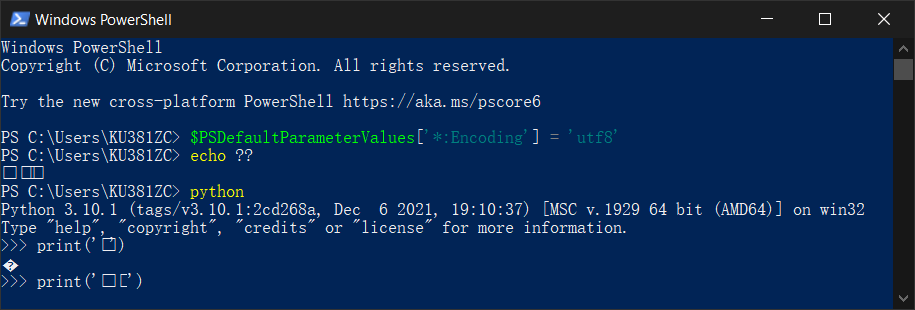 Windows PowerShell
Windows PowerShell
Copyright (C) Microsoft Corporation. All rights reserved.
Try the new cross-platform PowerShell https://aka.ms/pscore6
PS C:\Users\KU381ZC> $PSDefaultParameterValues['*:Encoding'] = 'utf8'
PS C:\Users\KU381ZC> echo ??
□□□
PS C:\Users\KU381ZC> python
Python 3.10.1 (tags/v3.10.1:2cd268a, Dec  6 2021, 19:10:37) [MSC v.1929 64 bit (AMD64)] on win32
Type "help", "copyright", "credits" or "license" for more information.
>>> print('□')
�
>>> print('□[')